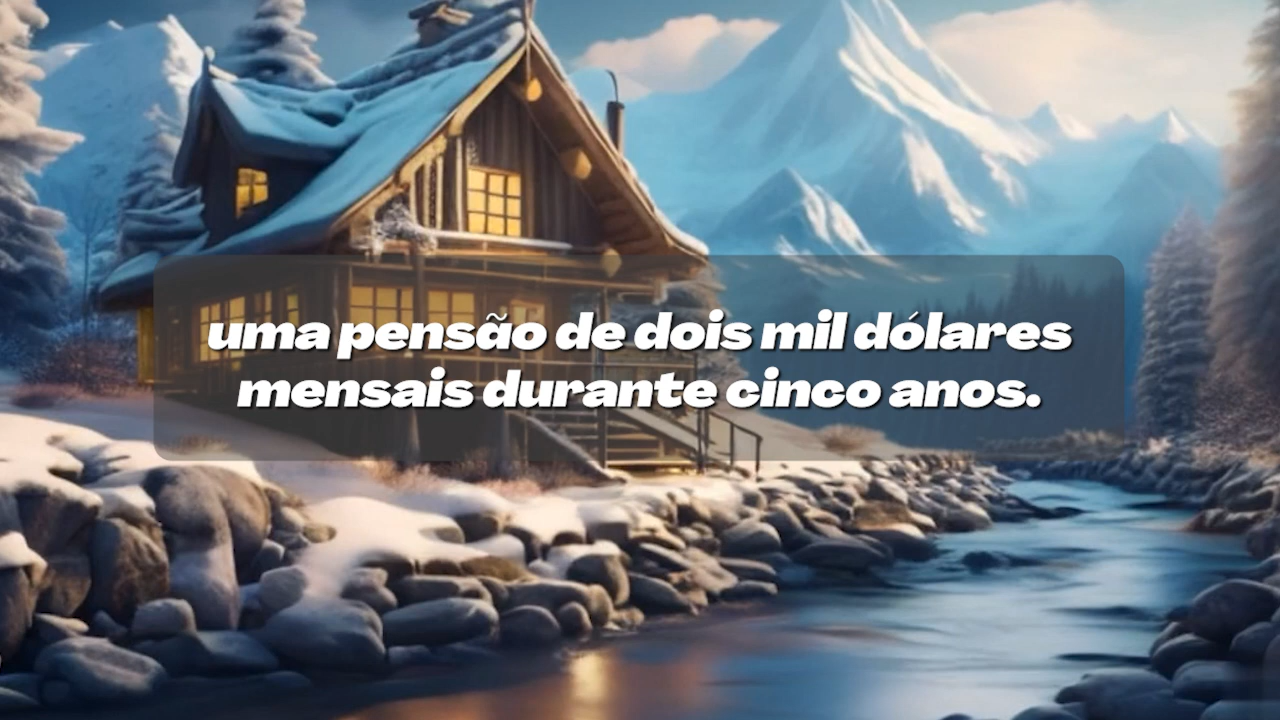 uma pensão de dois mil dólares
mensais durante cinco anos.